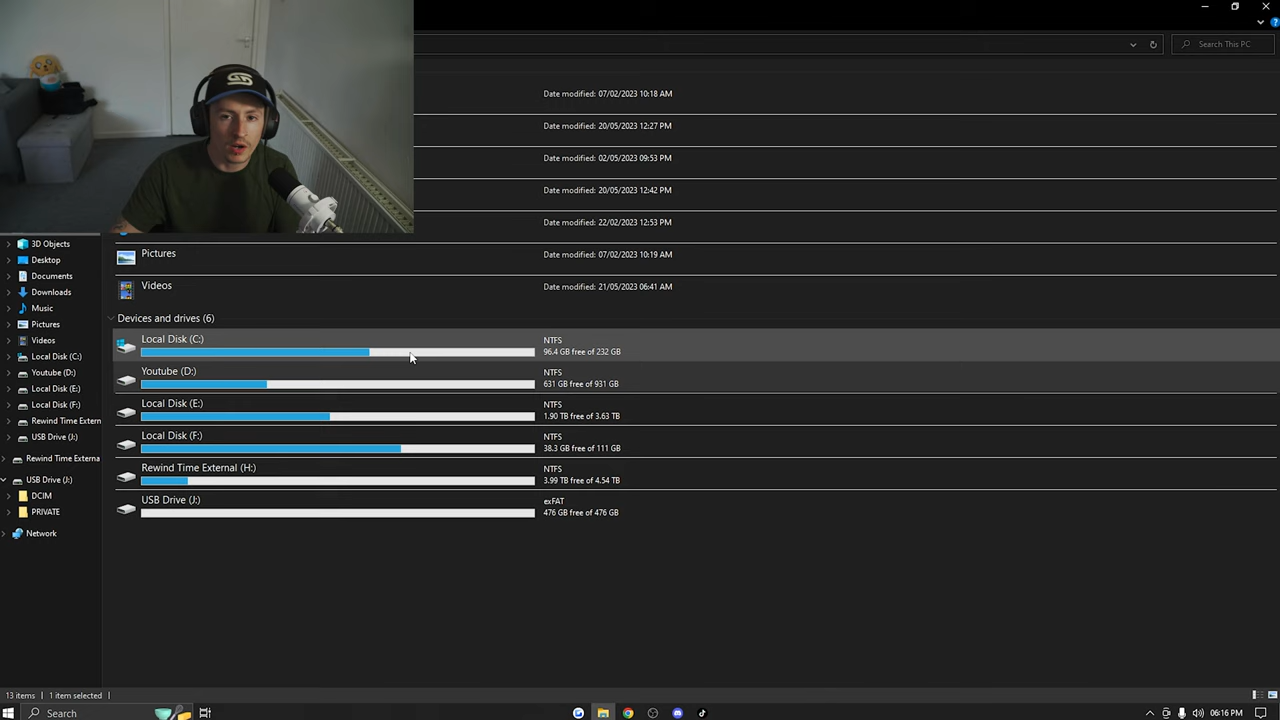 Search This PC
Date modified: 07/02/2023 10:18 AM
Date modified: 20/05/2023 12:27 PM
Date modified: 02/05/2023 09:53 PM
Date modified: 20/05/2023 12:42 PM
Date modified: 22/02/2023 12:53 PM
Pictures
Date modified: 07/02/2023 10:19 AM
Videos
Date modified: 21/05/2023 06:41 AM
3D Objects
Desktop
Documents
Downloads
Music
Pictures
Videos
Local Disk (C:)
Youtube (D:)
Local Disk (E:)
Local Disk (F:)
Rewind Time Extern
USB Drive (J:)
Rewind Time Externa
USB Drive (J:)
DCIM
PRIVATE
Network
Devices and drives (6)
Local Disk (C:)
NTFS
96.4 GB free of 232 GB
Youtube (D:)
NTFS
631 GB free of 931 GB
Local Disk (E:)
NTFS
1.90 TB free of 3.63 TB
Local Disk (F:)
NTFS
38.3 GB free of 111 GB
Rewind Time External (H:)
NTFS
3.99 TB free of 4.54 TB
USB Drive (J:)
exFAT
476 GB free of 476 GB
13 items
1 item selected
Search
06:16 PM